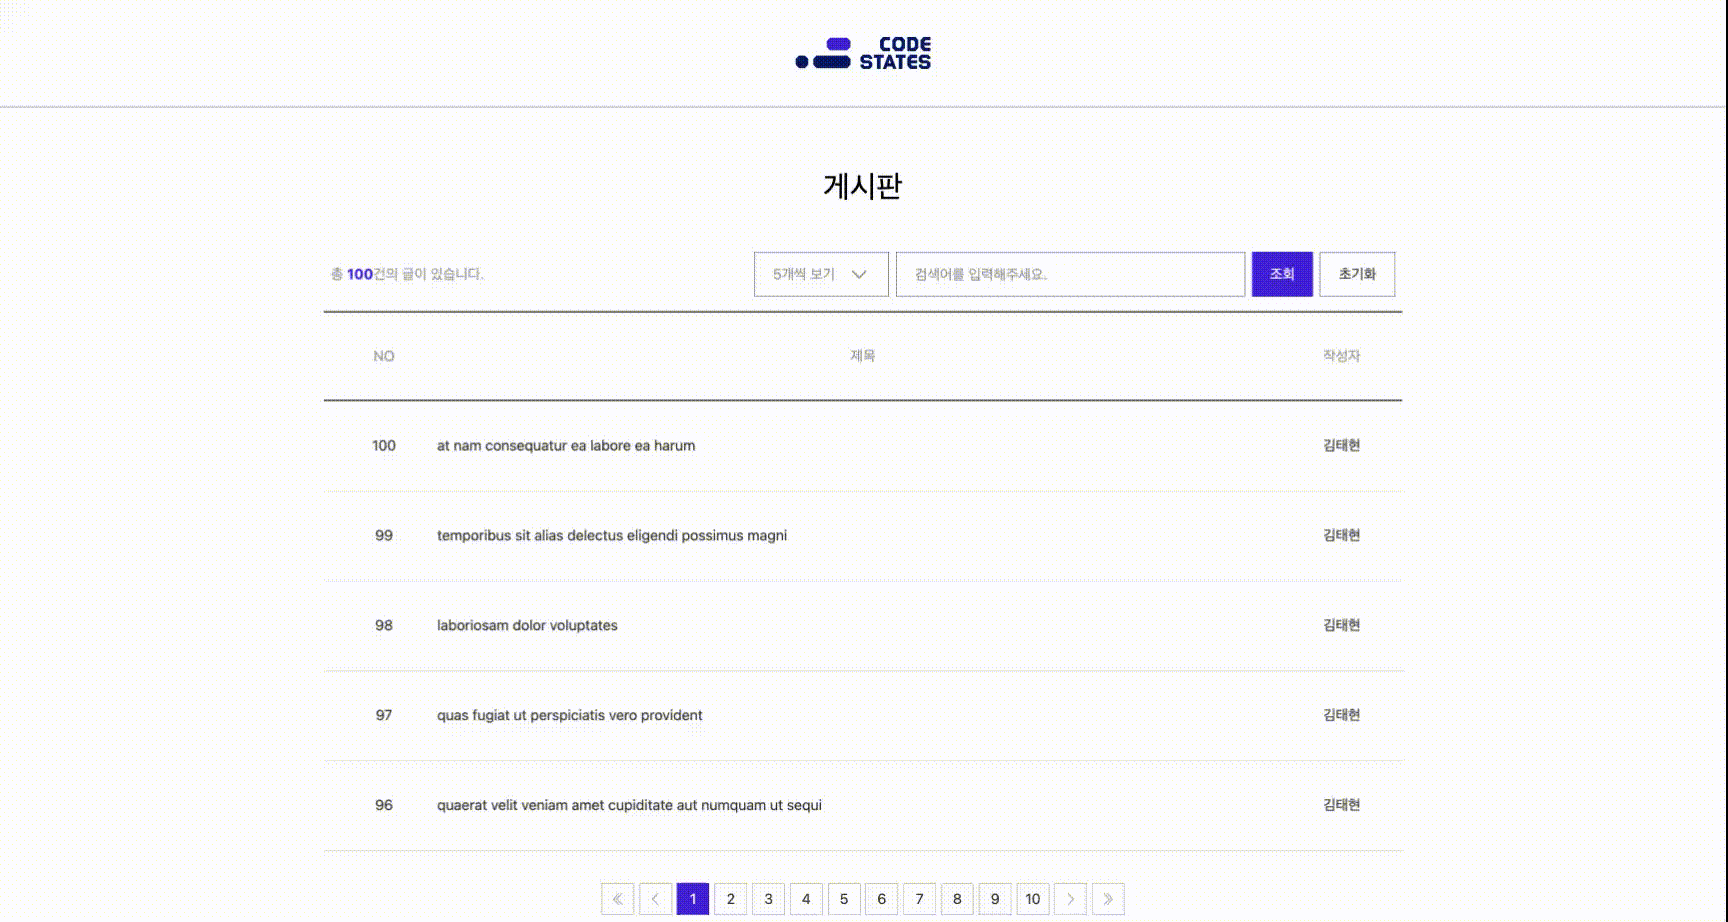 CODE
STATES
게시판
총 100건의 글이 있습니다.
5개씩 보기
검색어를 입력해주세요.
조회
초기화
NO 제목 작성자
100 at nam consequatur ea labore ea harum 김태현
99 temporibus sit alias delectus eligendi possimus magni 김태현
98 laboriosam dolor voluptates 김태현
97 quas fugiat ut perspiciatis vero provident 김태현
96 quaerat velit veniam amet cupiditate aut numquam ut sequi 김태현
« < 1 2 3 4 5 6 7 8 9 10 > »